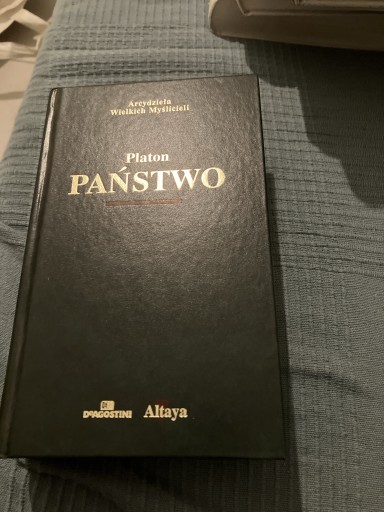 Arcydzieła
Wielkich Myślicieli
Platon
PAŃSTWO
DeAGOSTINI Altaya